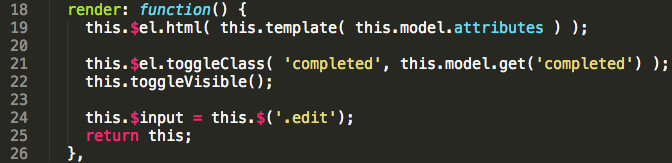 18 render: function() {
19 this.$el.html( this.template( this.model.attributes ) );
20
21 this.$el.toggleClass( 'completed', this.model.get('completed') );
22 this.toggleVisible();
23
24 this.$input = this.$('.edit');
25 return this;
26 },